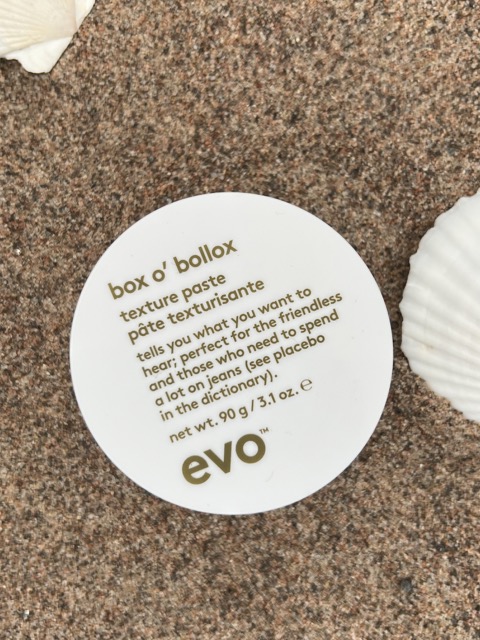 box o' bollox
texture paste
pâte texturisante
tells you what you want to
hear; perfect for the friendless
and those who need to spend
a lot on jeans (see placebo
in the dictionary).
net wt. 90 g / 3.1 oz. ℮
evo™